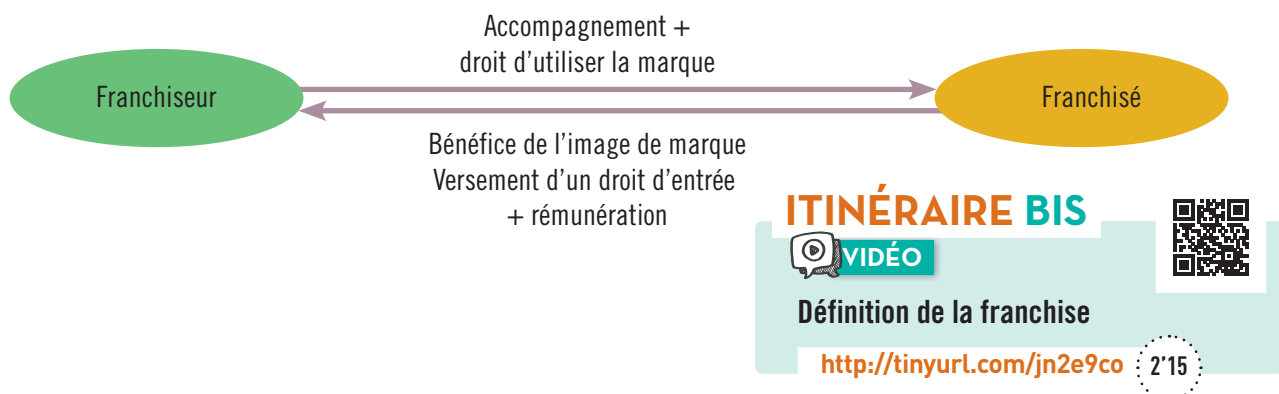 Accompagnement +
droit d’utiliser la marque
Franchiseur
Franchisé
Bénéfice de l’image de marque
Versement d’un droit d’entrée
+ rémunération
ITINÉRAIRE BIS
VIDÉO
Définition de la franchise
http://tinyurl.com/jn2e9co
2’15